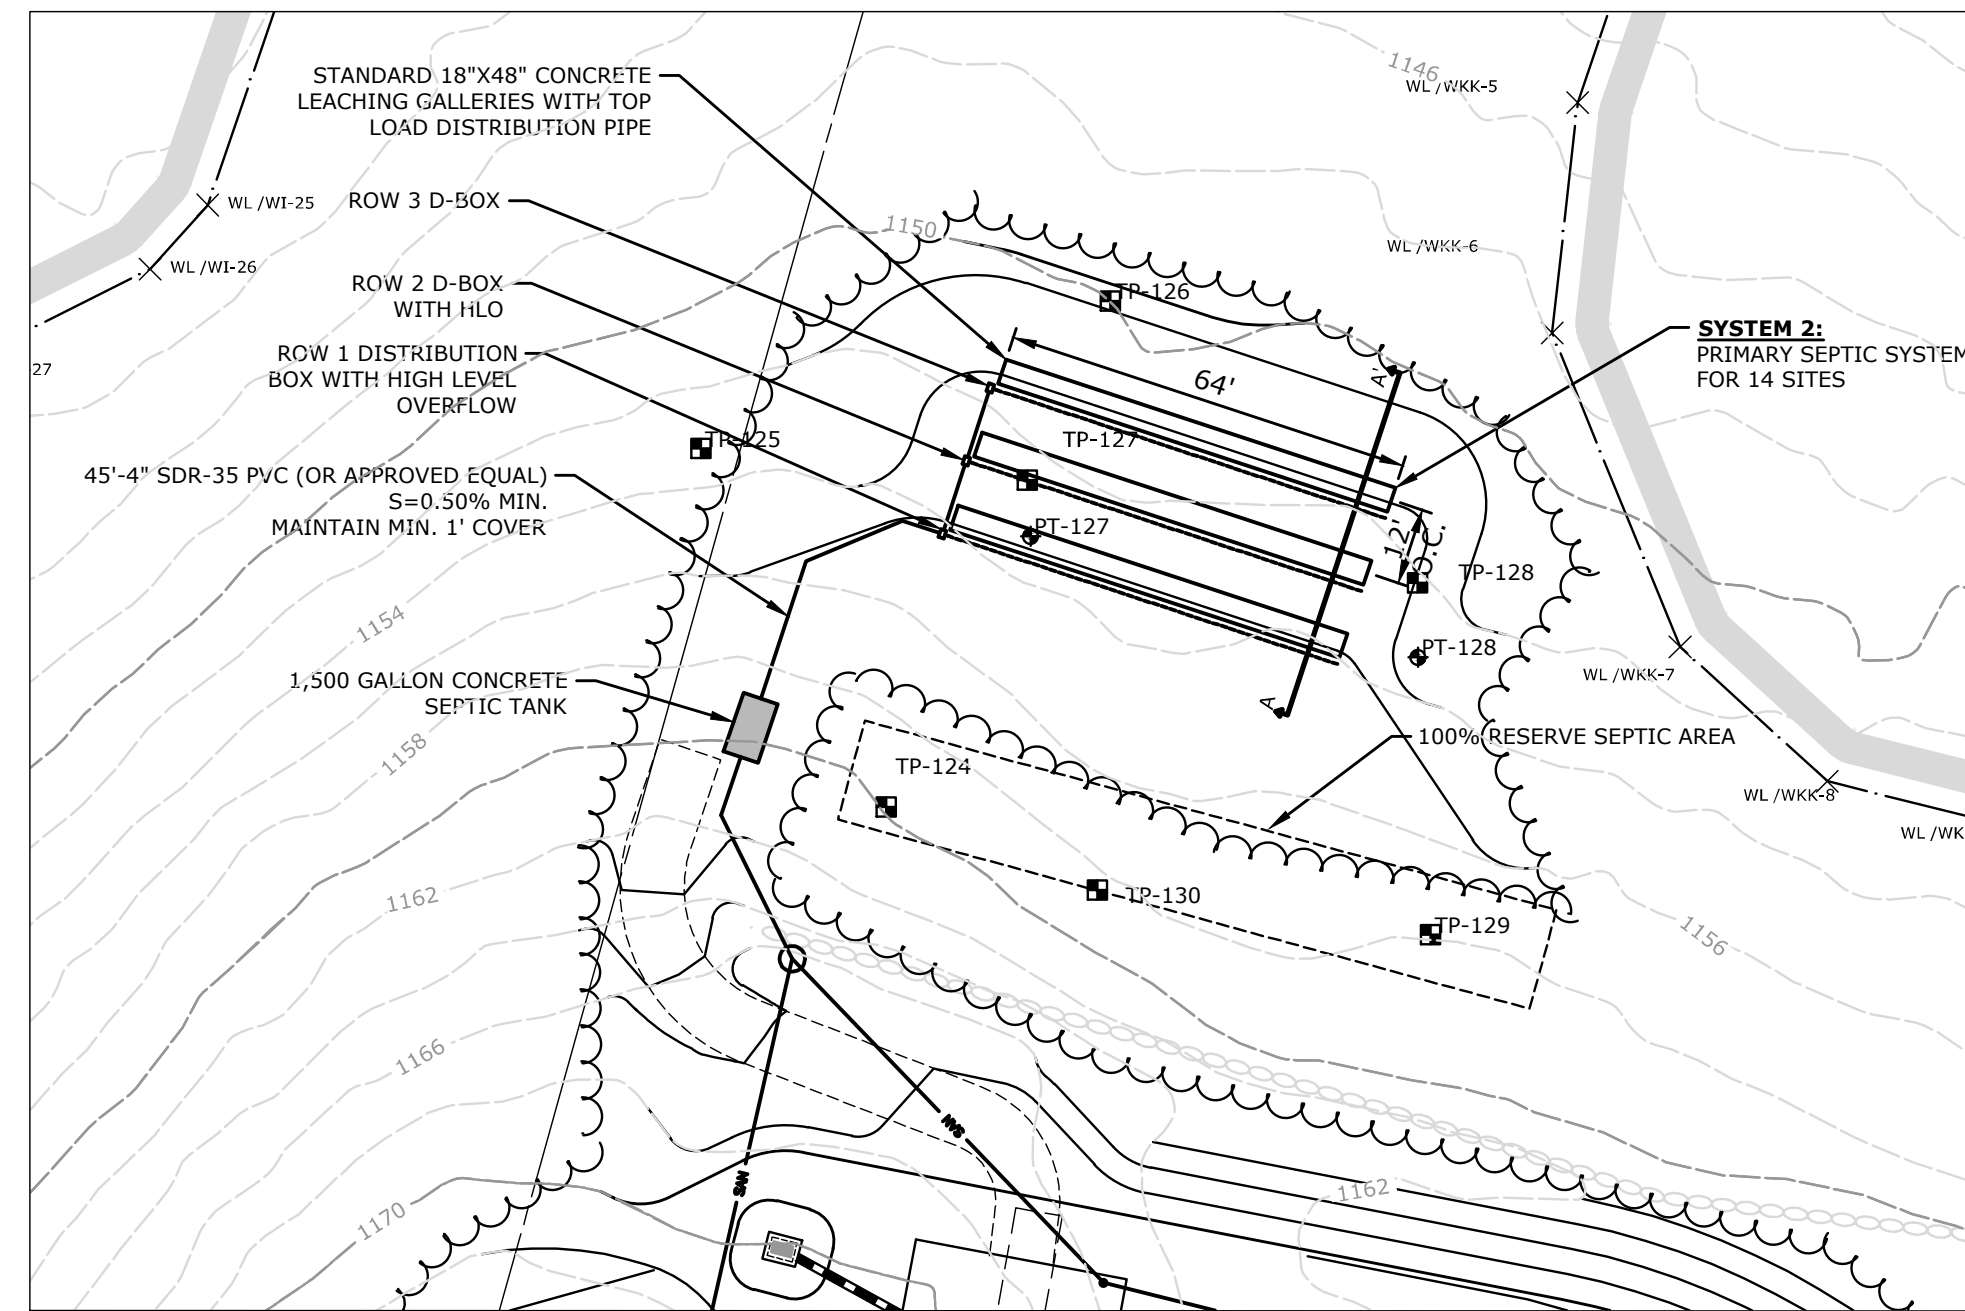 STANDARD 18"X48" CONCRETE
LEACHING GALLERIES WITH TOP
LOAD DISTRIBUTION PIPE
1146
WL /WKK-5
WL /WI-25
ROW 3 D-BOX
1150
WL /WKK-6
WL /WI-26
ROW 2 D-BOX
WITH HLO
TP-126
SYSTEM 2:
PRIMARY SEPTIC SYSTEM
FOR 14 SITES
ROW 1 DISTRIBUTION
BOX WITH HIGH LEVEL
OVERFLOW
27
64'
A'
TP-125
TP-127
45'-4" SDR-35 PVC (OR APPROVED EQUAL)
S=0.50% MIN.
MAINTAIN MIN. 1' COVER
PT-127
12'
O.C.
TP-128
1154
PT-128
WL /WKK-7
1,500 GALLON CONCRETE
SEPTIC TANK
A
100% RESERVE SEPTIC AREA
1158
TP-124
WL /WKK-8
WL /WK
1162
TP-130
TP-129
1156
1166
SAN
SAN
1162
1170